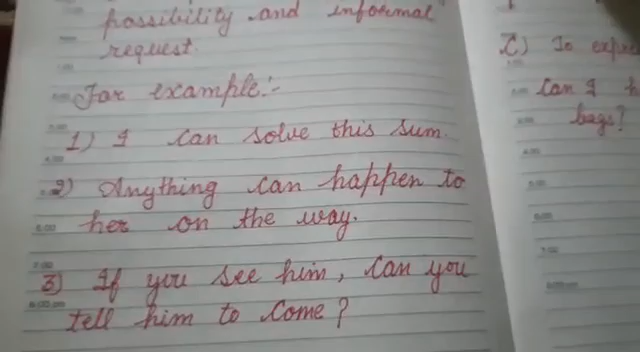 possibility and informal
request.
For example:-
1) I can solve this sum.
2) Anything can happen to
her on the way.
3) If you see him, can you
tell him to come?
C) To
Can I
bags?